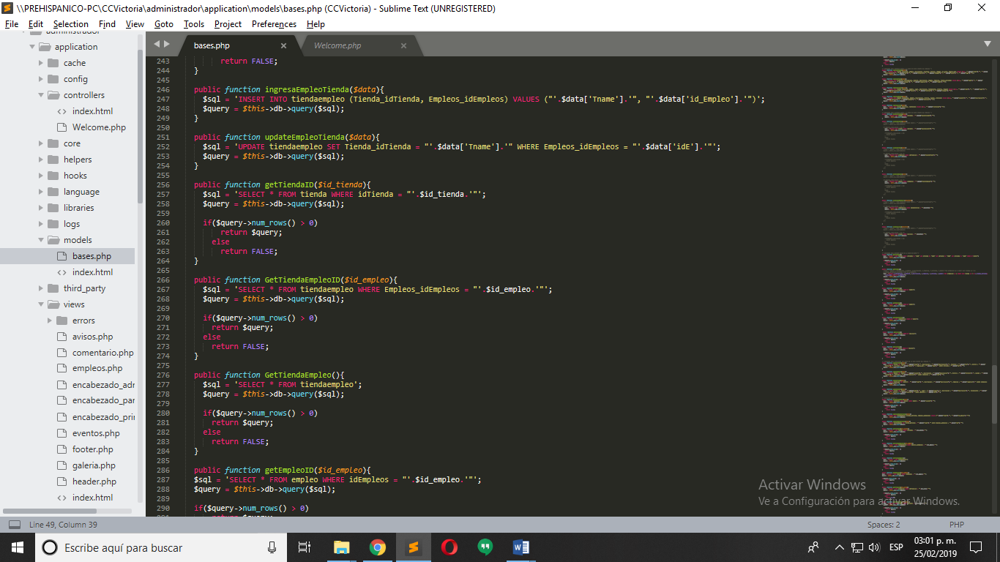 \\PREHISPANICO-PC\CCVictoria\administrador\application\models\bases.php (CCVictoria) - Sublime Text (UNREGISTERED)
File Edit Selection Find View Goto Tools Project Preferences Help
administrador
application
cache
config
controllers
<> index.html
Welcome.php
core
helpers
hooks
language
libraries
logs
models
bases.php
<> index.html
third_party
views
errors
avisos.php
comentario.php
empleos.php
encabezado_adr
encabezado_par
encabezado_prir
eventos.php
footer.php
galeria.php
header.php
<> index.html
bases.php × Welcome.php ×
243 return FALSE;
244 }
245
246 public function ingresaEmpleoTienda($data){
247 $sql = 'INSERT INTO tiendaempleo (Tienda_idTienda, Empleos_idEmpleos) VALUES ("'.$data['Tname'].'", "'.$data['id_Empleo'].'")';
248 $query = $this->db->query($sql);
249 }
250
251 public function updateEmpleoTienda($data){
252 $sql = 'UPDATE tiendaempleo SET Tienda_idTienda = "'.$data['Tname'].'" WHERE Empleos_idEmpleos = "'.$data['idE'].'"';
253 $query = $this->db->query($sql);
254 }
255
256 public function getTiendaID($id_tienda){
257 $sql = 'SELECT * FROM tienda WHERE idTienda = "'.$id_tienda.'"';
258 $query = $this->db->query($sql);
259
260 if($query->num_rows() > 0)
261 return $query;
262 else
263 return FALSE;
264 }
265
266 public function GetTiendaEmpleoID($id_empleo){
267 $sql = 'SELECT * FROM tiendaempleo WHERE Empleos_idEmpleos = "'.$id_empleo.'"';
268 $query = $this->db->query($sql);
269
270 if($query->num_rows() > 0)
271 return $query;
272 else
273 return FALSE;
274 }
275
276 public function GetTiendaEmpleo(){
277 $sql = 'SELECT * FROM tiendaempleo';
278 $query = $this->db->query($sql);
279
280 if($query->num_rows() > 0)
281 return $query;
282 else
283 return FALSE;
284 }
285
286 public function getEmpleoID($id_empleo){
287 $sql = 'SELECT * FROM empleo WHERE idEmpleos = "'.$id_empleo.'"';
288 $query = $this->db->query($sql);
289
290 if($query->num_rows() > 0)
291 return $query;
Activar Windows
Ve a Configuración para activar Windows.
Line 49, Column 39 Spaces: 2 PHP
Escribe aquí para buscar
ESP
03:01 p. m.
25/02/2019